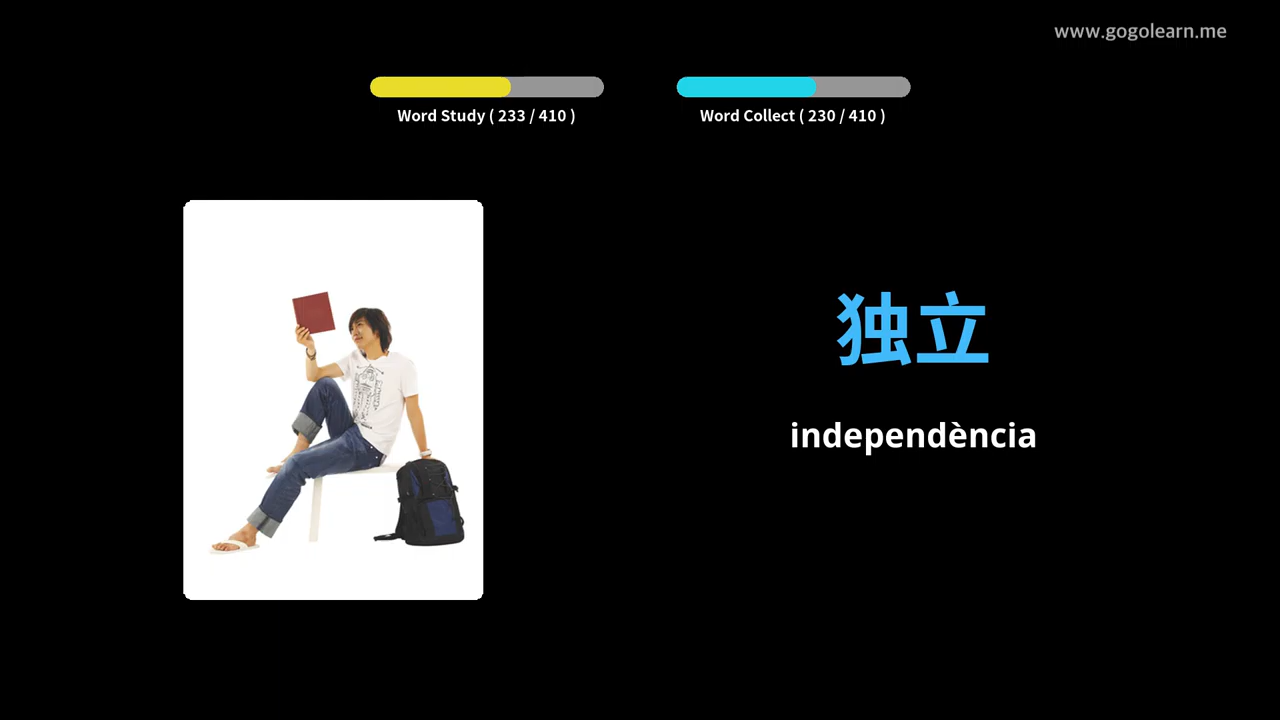 www.gogolearn.me
Word Study ( 233 / 410 )
Word Collect ( 230 / 410 )
独立
independència